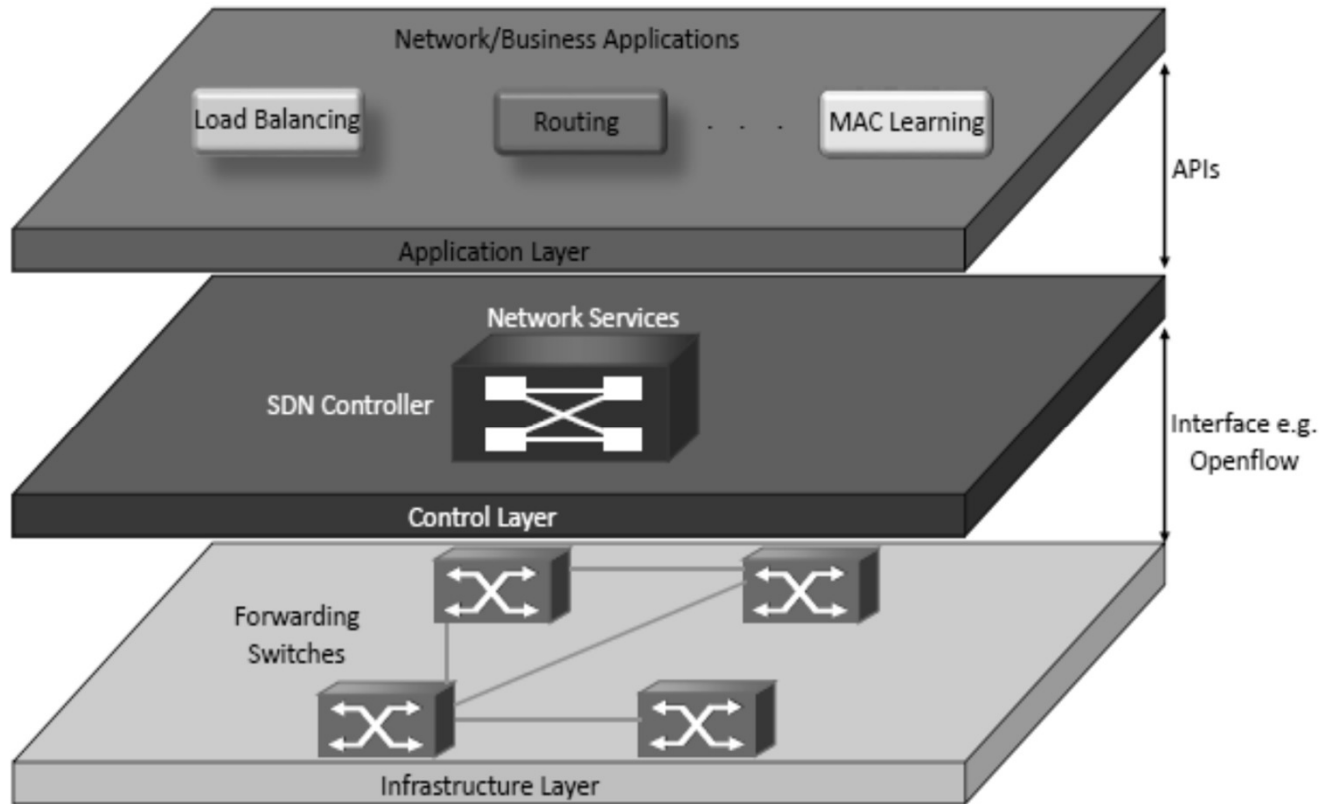 Network/Business Applications
Load Balancing
Routing
. . .
MAC Learning
APIs
Application Layer
Network Services
SDN Controller
Interface e.g.
Openflow
Control Layer
Forwarding
Switches
Infrastructure Layer